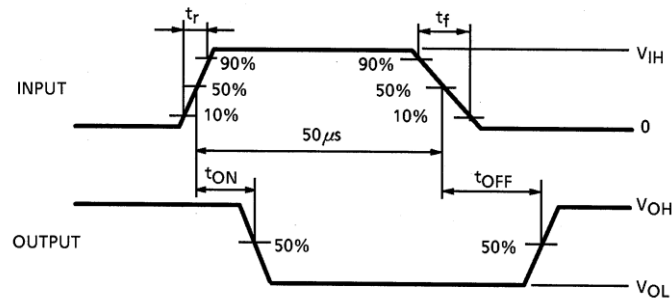 tr
tf
VIH
90%
90%
INPUT
50%
50%
10%
10%
0
50μs
tON
tOFF
VOH
OUTPUT
50%
50%
VOL